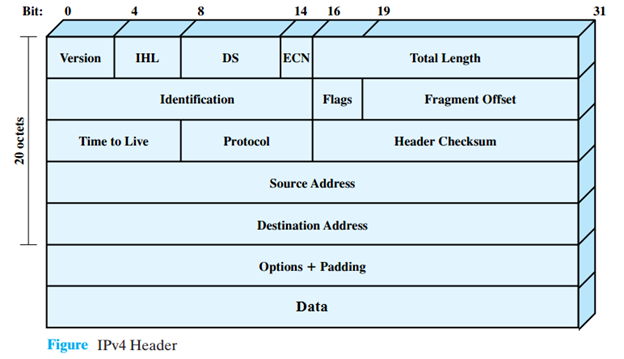 Bit: 0 4 8 14 16 19 31
Version IHL DS ECN Total Length
Identification Flags Fragment Offset
Time to Live Protocol Header Checksum
Source Address
Destination Address
Options + Padding
Data
20 octets
Figure IPv4 Header